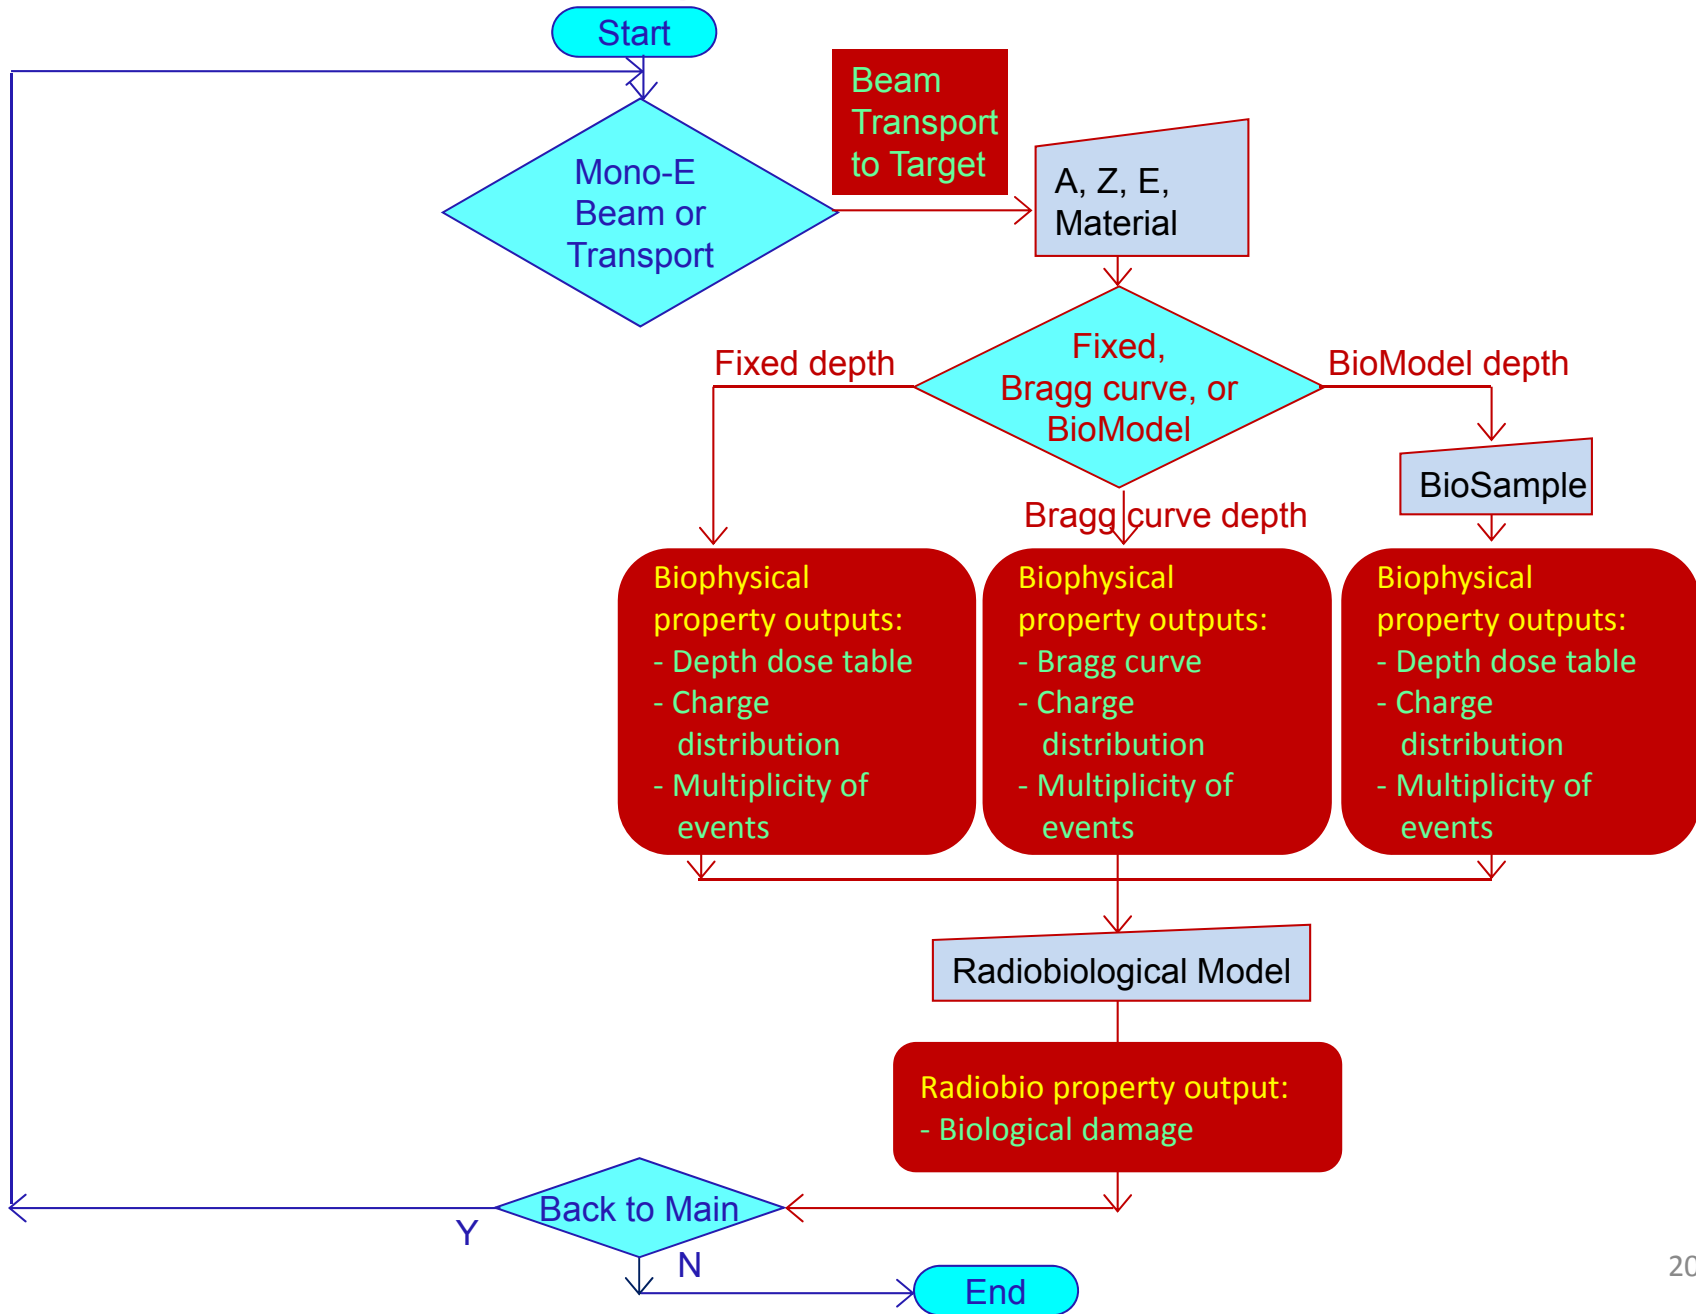 Start
Beam
Transport
to Target
Mono-E
Beam or
Transport
A, Z, E,
Material
Fixed depth
Fixed,
Bragg curve, or
BioModel
BioModel depth
BioSample
Bragg curve depth
Biophysical
property outputs:
- Depth dose table
- Charge
distribution
- Multiplicity of
events
Biophysical
property outputs:
- Bragg curve
- Charge
distribution
- Multiplicity of
events
Biophysical
property outputs:
- Depth dose table
- Charge
distribution
- Multiplicity of
events
Radiobiological Model
Radiobio property output:
- Biological damage
Back to Main
Y
N
End
20